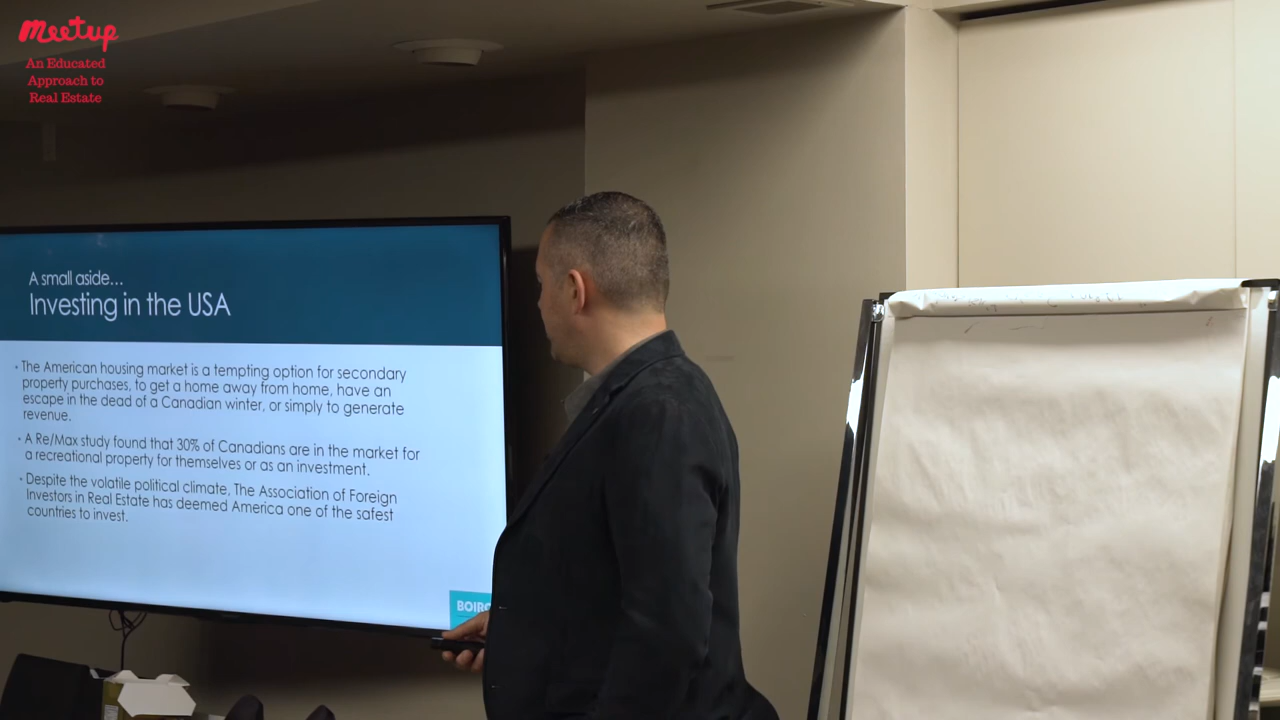 Meetup
An Educated
Approach to
Real Estate
A small aside...
Investing in the USA
• The American housing market is a tempting option for secondary
property purchases, to get a home away from home, have an
escape in the dead of a Canadian winter, or simply to generate
revenue.
• A Re/Max study found that 30% of Canadians are in the market for
a recreational property for themselves or as an investment.
• Despite the volatile political climate, The Association of Foreign
Investors in Real Estate has deemed America one of the safest
countries to invest.